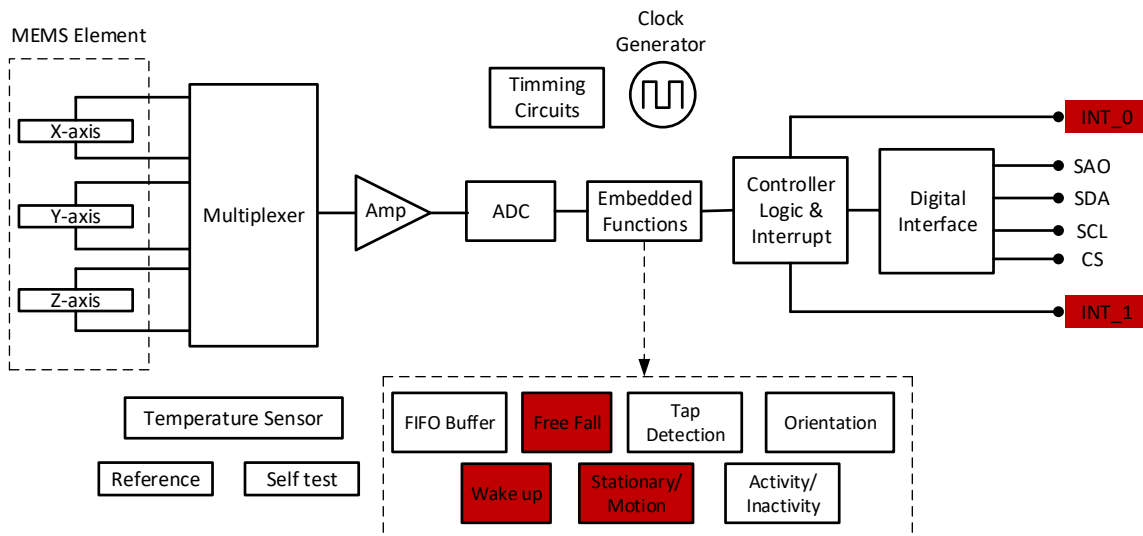 MEMS Element
Clock
Generator
Timming
Circuits
X-axis
Y-axis
Z-axis
Multiplexer
Amp
ADC
Embedded
Functions
Controller
Logic &
Interrupt
Digital
Interface
INT_0
SAO
SDA
SCL
CS
INT_1
Temperature Sensor
Reference
Self test
FIFO Buffer
Free Fall
Tap
Detection
Orientation
Wake up
Stationary/
Motion
Activity/
Inactivity